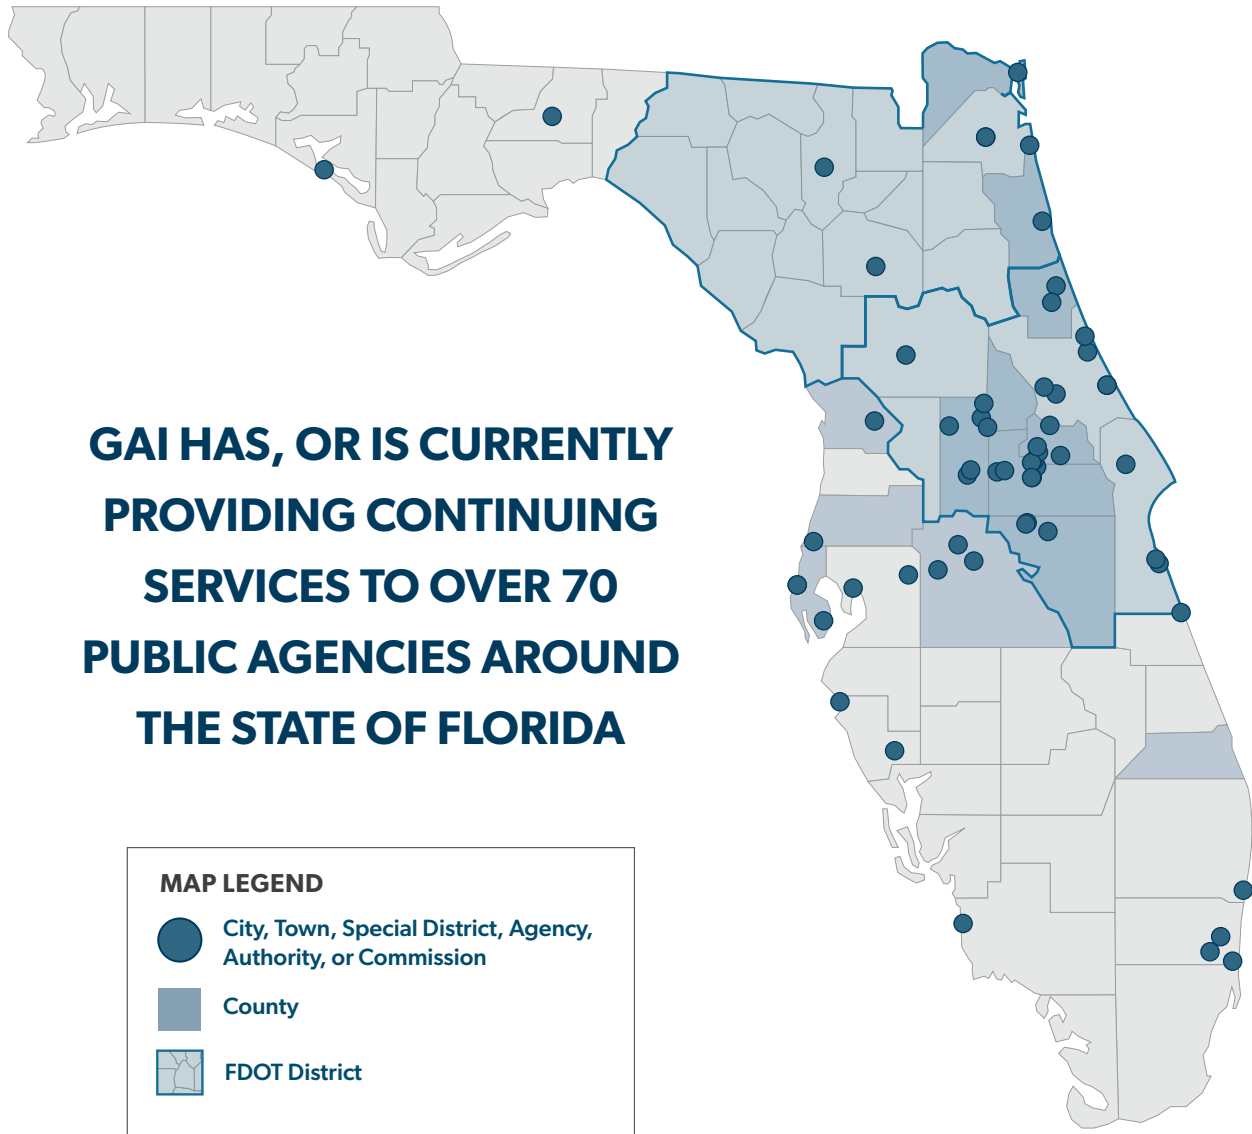 GAI HAS, OR IS CURRENTLY
PROVIDING CONTINUING
SERVICES TO OVER 70
PUBLIC AGENCIES AROUND
THE STATE OF FLORIDA
MAP LEGEND
City, Town, Special District, Agency,
Authority, or Commission
County
FDOT District